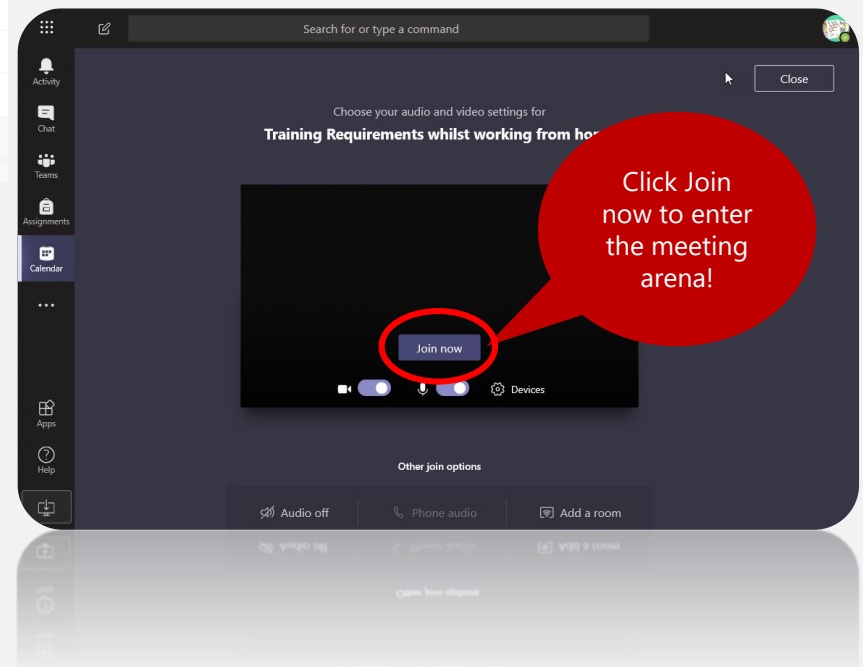 Search for or type a command
Activity
Chat
Teams
Assignments
Calendar
Apps
Help
Close
Choose your audio and video settings for
Training Requirements whilst working from
Click Join
now to enter
the meeting
arena!
Join now
Devices
Other join options
Audio off
Phone audio
Add a room